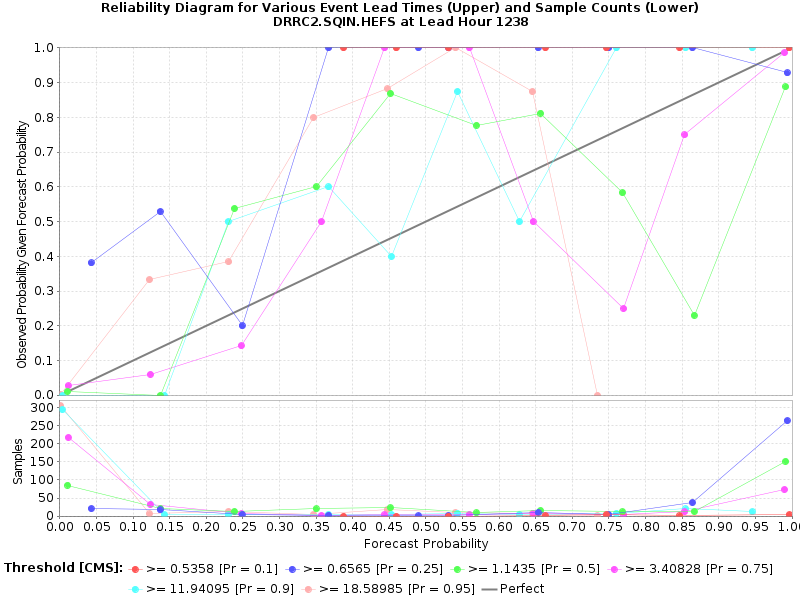 Reliability Diagram for Various Event Lead Times (Upper) and Sample Counts (Lower)
DRRC2.SQIN.HEFS at Lead Hour 1238
Observed Probability Given Forecast Probability
1.0
0.9
0.8
0.7
0.6
0.5
0.4
0.3
0.2
0.1
0.0
Samples
300
250
200
150
100
50
0
0.00 0.05 0.10 0.15 0.20 0.25 0.30 0.35 0.40 0.45 0.50 0.55 0.60 0.65 0.70 0.75 0.80 0.85 0.90 0.95 1.0
Forecast Probability
Threshold [CMS]: >= 0.5358 [Pr = 0.1] >= 0.6565 [Pr = 0.25] >= 1.1435 [Pr = 0.5] >= 3.40828 [Pr = 0.75]
>= 11.94095 [Pr = 0.9] >= 18.58985 [Pr = 0.95] Perfect